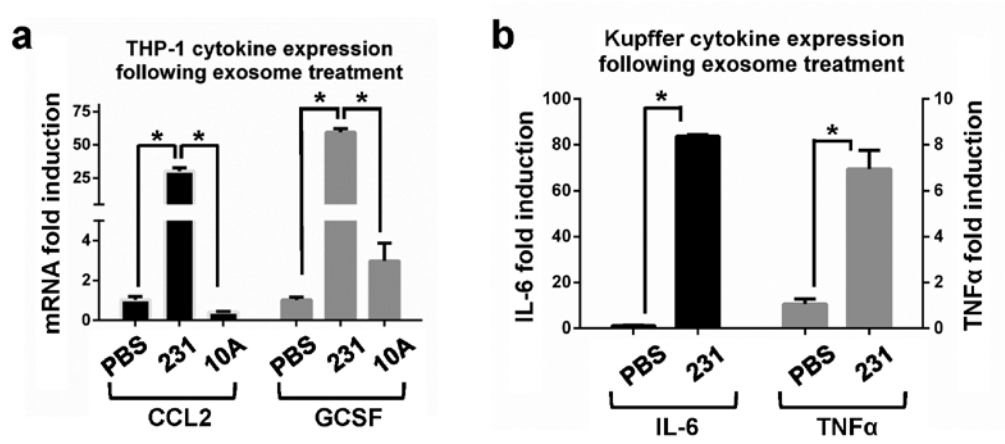 a
THP-1 cytokine expression
following exosome treatment
mRNA fold induction
75
50
25
4
2
0
* * * *
PBS 231 10A PBS 231 10A
CCL2 GCSF
b
Kupffer cytokine expression
following exosome treatment
IL-6 fold induction
100
80
60
40
20
0
* *
10
8
6
4
2
0
TNFα fold induction
PBS 231 PBS 231
IL-6 TNFα